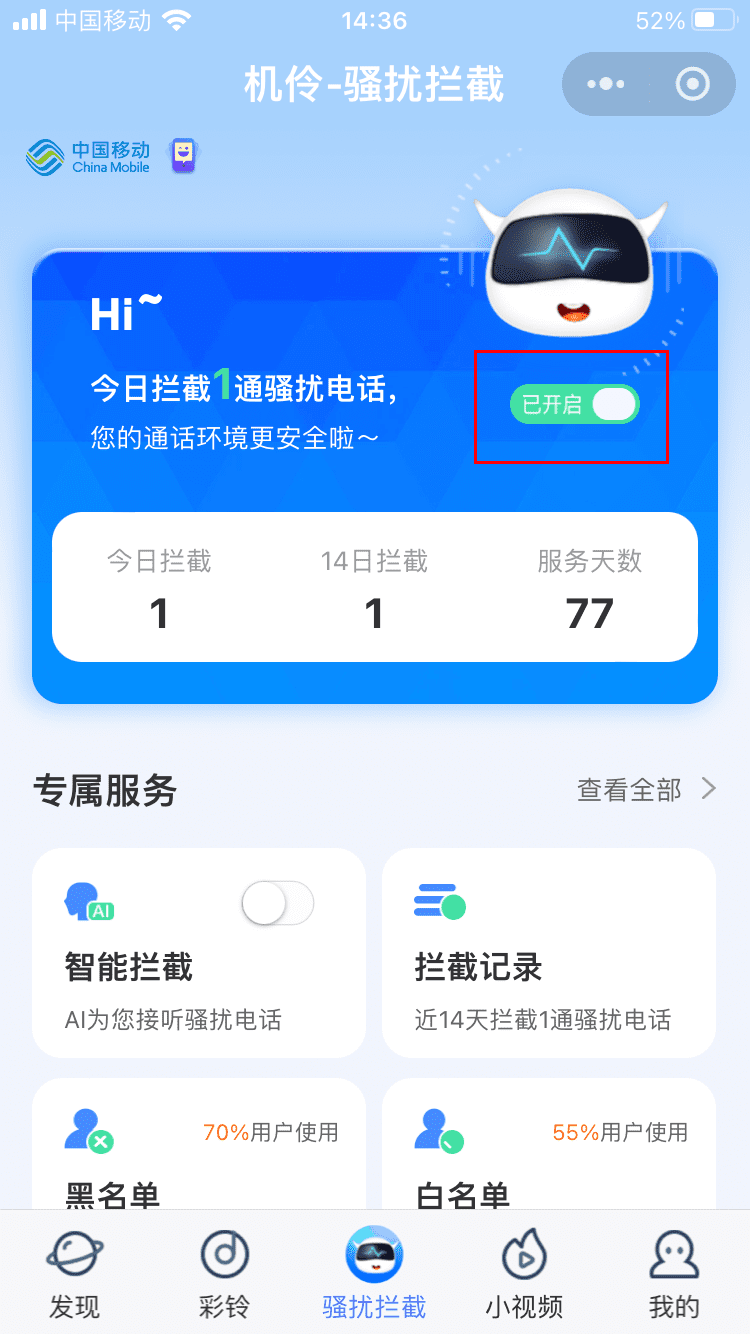 中国移动 14:36 52%
机伶-骚扰拦截
中国移动
China Mobile
Hi~
今日拦截1通骚扰电话,
已开启
您的通话环境更安全啦~
今日拦截 14日拦截 服务天数
1 1 77
专属服务 查看全部
AI
智能拦截 拦截记录
AI为您接听骚扰电话 近14天拦截1通骚扰电话
70%用户使用 55%用户使用
黑名单 白名单
发现 彩铃 骚扰拦截 小视频 我的